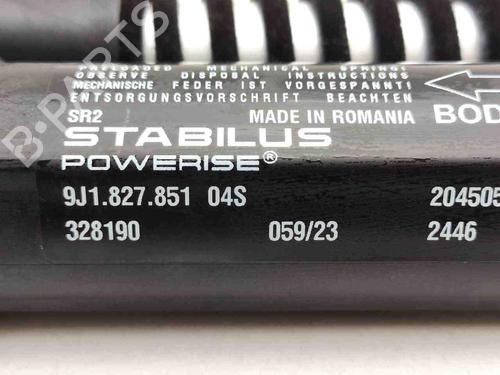 PRELOADED MECHANICAL SPRING!
OBSERVE DISPOSAL INSTRUCTIONS
MECHANISCHE FEDER IST VORGESPANNT!
ENTSORGUNGSVORSCHRIFT BEACHTEN
SR2 MADE IN ROMANIA BOD
STABILUS
POWERISE®
9J1.827.851 04S 204505
328190 059/23 2446
B-PARTS